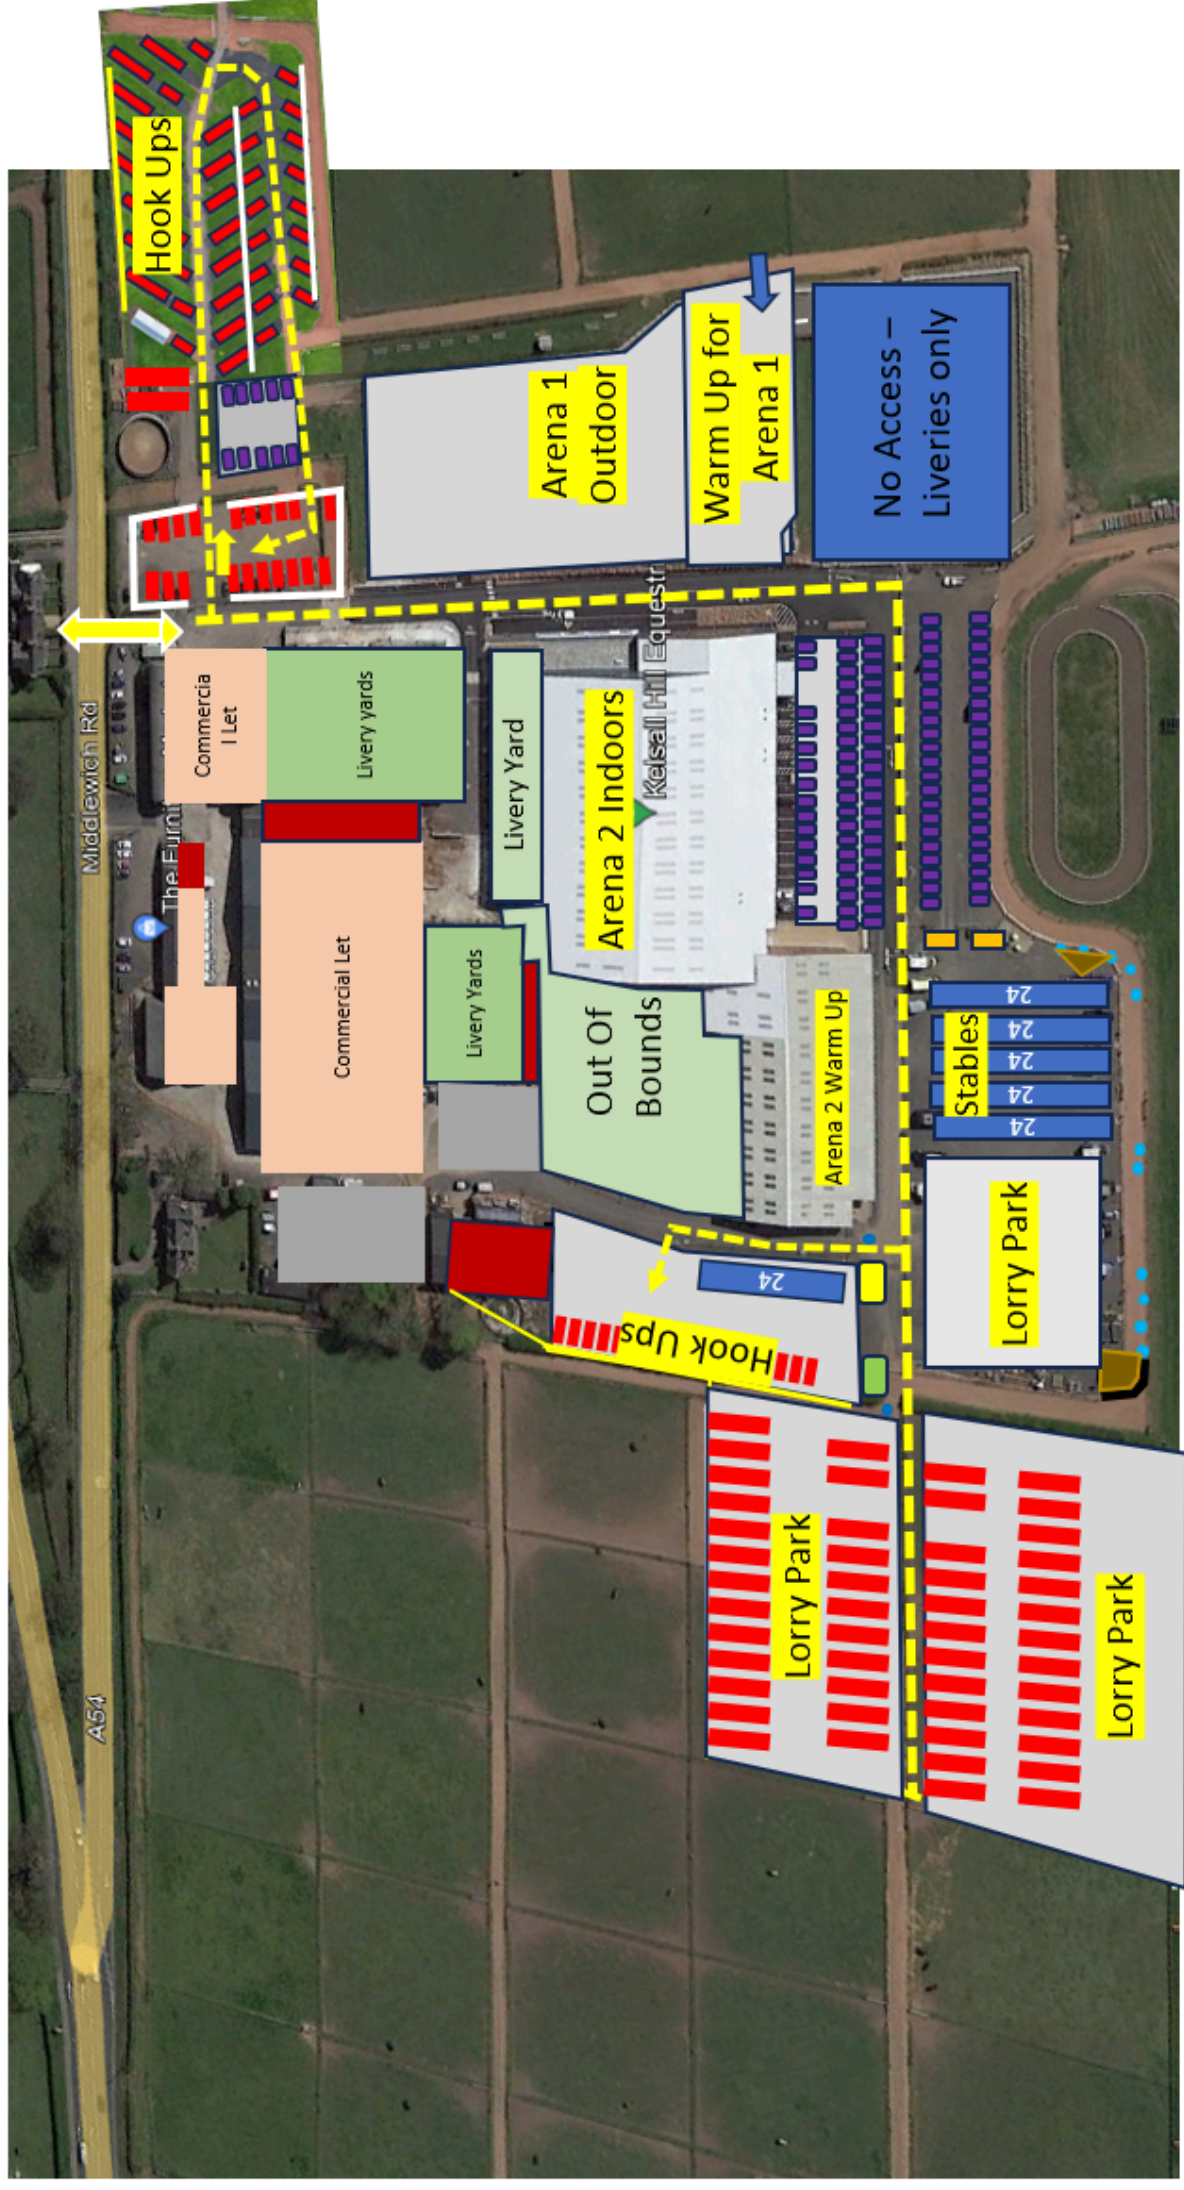 Hook Ups
Middlewich Rd
A54
The Furni
Commercia
l Let
Livery yards
Commercial Let
Livery Yards
Livery Yard
Arena 1
Outdoor
Warm Up for
Arena 1
No Access –
Liveries only
Arena 2 Indoors
Kelsall Hill Equestr
Out Of
Bounds
Arena 2 Warm Up
Stables
24
24
24
24
24
24
Hook Ups
Lorry Park
Lorry Park
Lorry Park